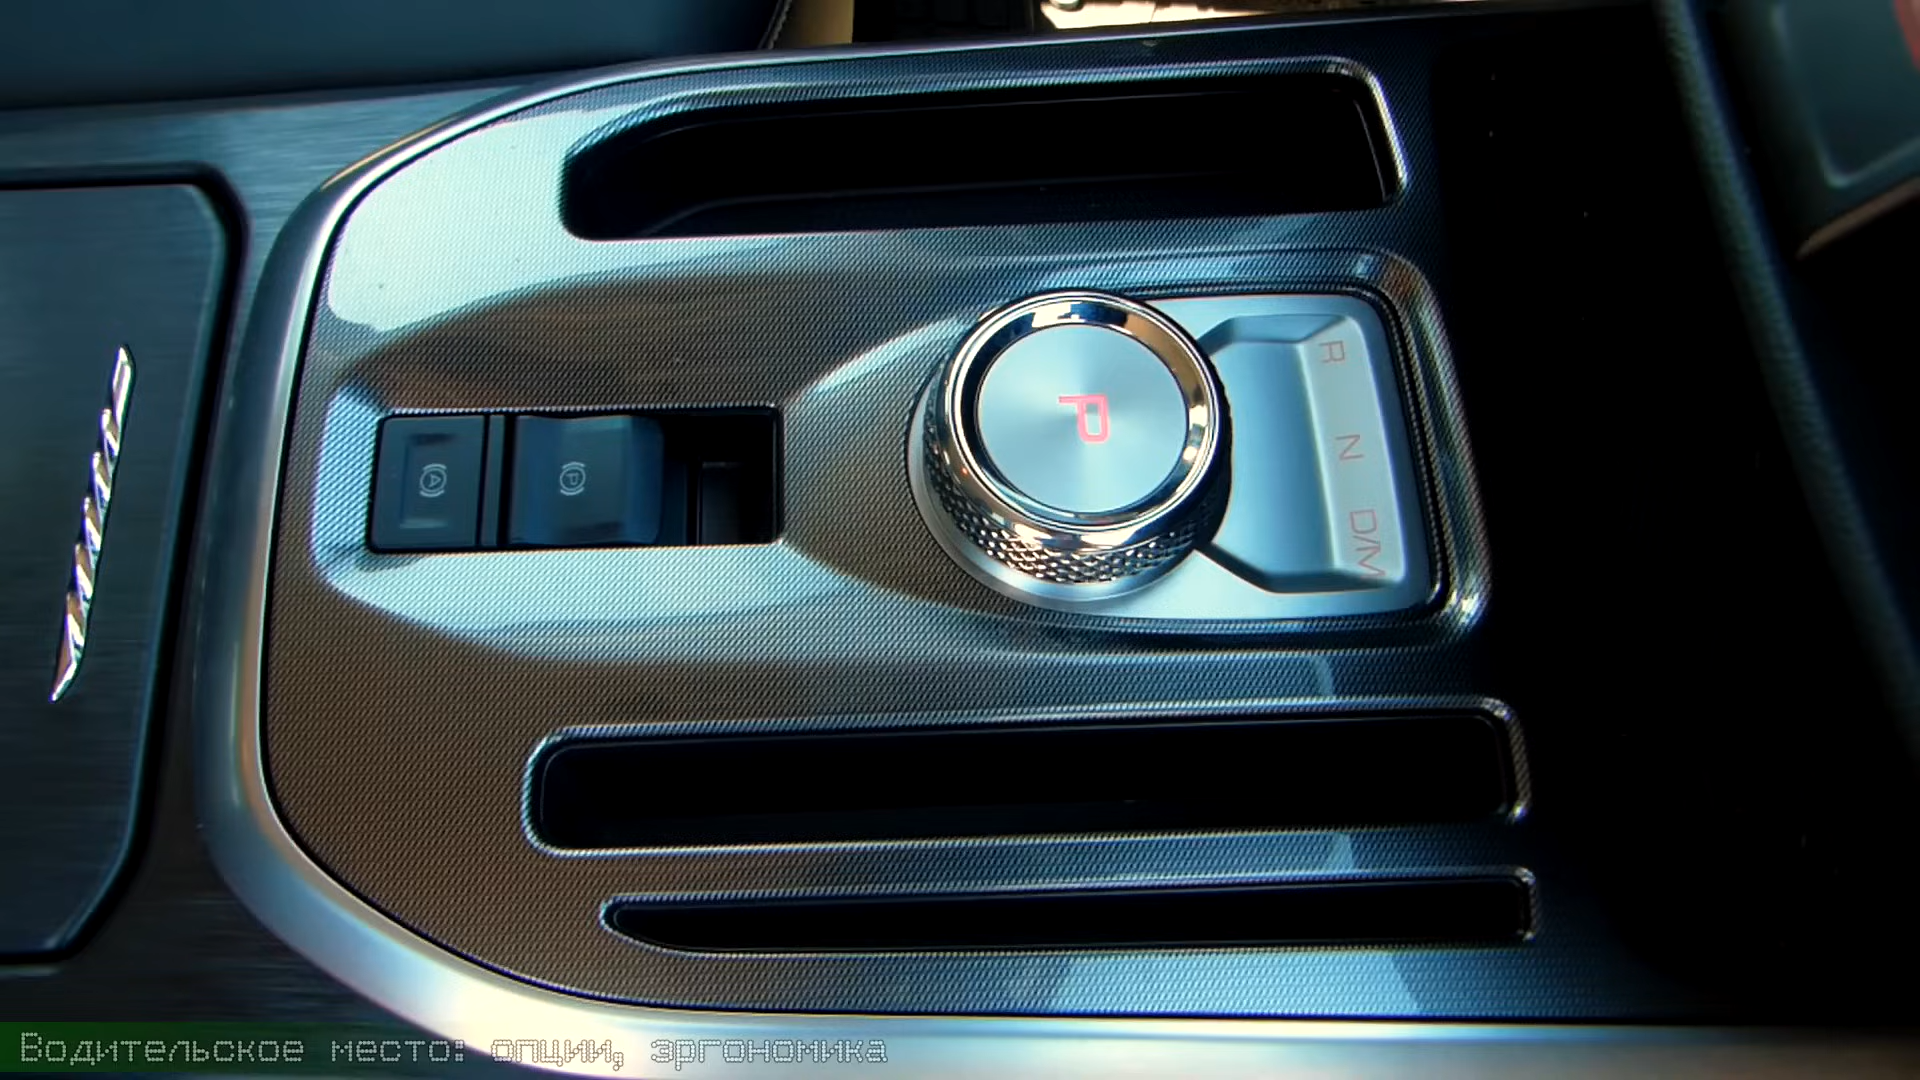 P
R
N
D/M
(A)
(P)
Водительское место: опции, эргономика